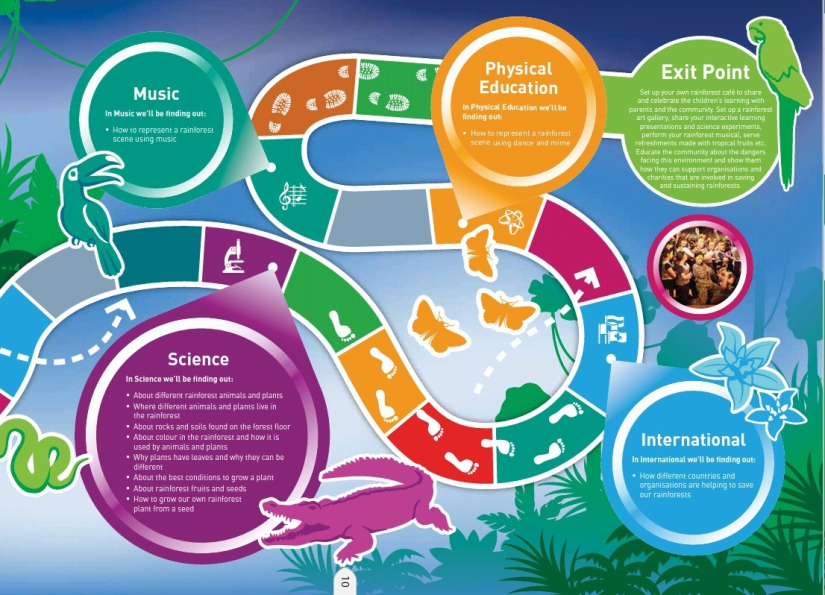 Music
In Music we'll be finding out:
• How to represent a rainforest
scene using music
Physical
Education
In Physical Education we'll be
finding out:
• How to represent a rainforest
scene using dance and mime
Exit Point
Set up your own rainforest café to share
and celebrate the children's learning with
parents and the community. Set up a rainforest
art gallery, share your interactive learning
presentations and science experiments,
perform your rainforest musical, serve
refreshments made with tropical fruits etc.
Educate the community about the dangers
facing this environment and show them
how they can support organisations and
charities that are involved in saving
and sustaining rainforests.
Science
In Science we'll be finding out:
• About different rainforest animals and plants
• Where different animals and plants live in
the rainforest
• About rocks and soils found on the forest floor
• About colour in the rainforest and how it is
used by animals and plants
• Why plants have leaves and why they can be
different
• About the best conditions to grow a plant
• About rainforest fruits and seeds
• How to grow our own rainforest
plant from a seed
International
In International we'll be finding out:
• How different countries and
organisations are helping to save
our rainforests
10